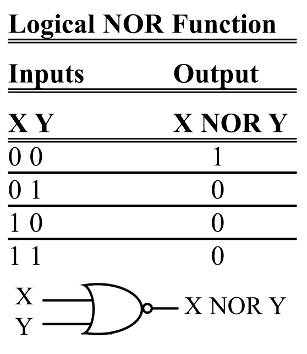 Logical NOR Function
Inputs Output
X Y X NOR Y
0 0 1
0 1 0
1 0 0
1 1 0
X
X NOR Y
Y